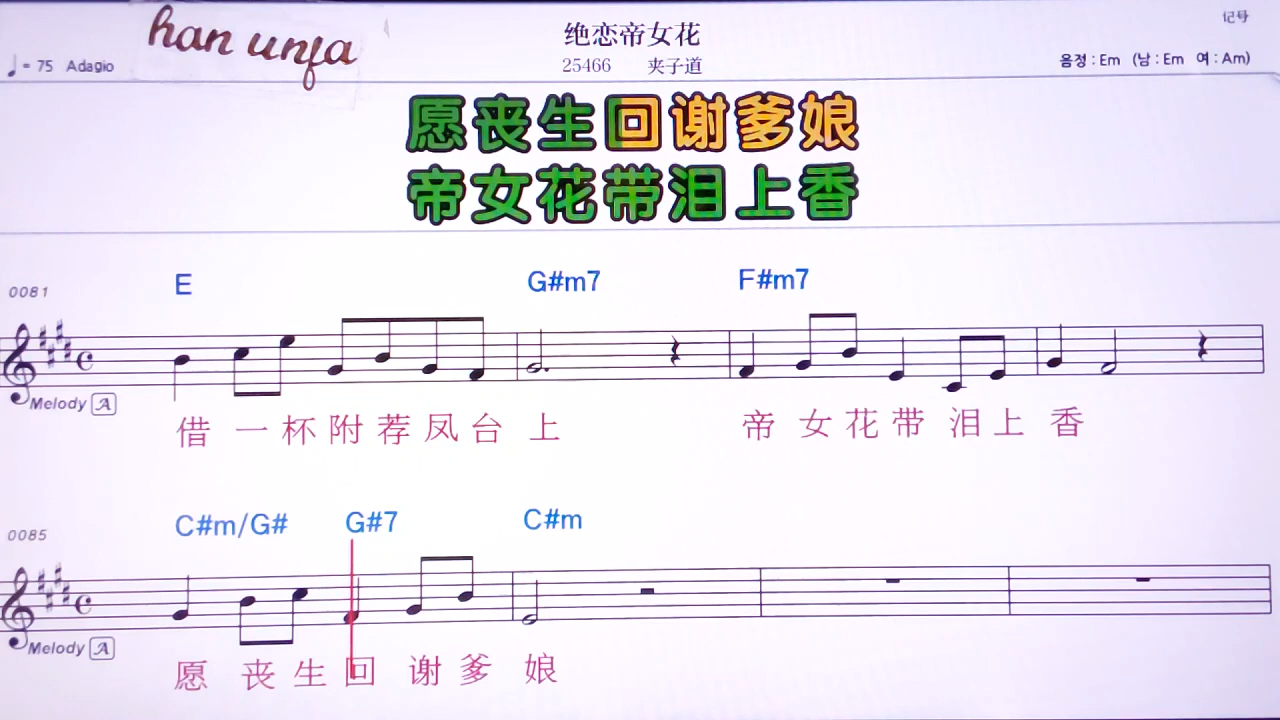 han unfa
绝恋帝女花
记号
♩= 75 Adagio
25466 夹子道
음정 : Em (남 : Em 여 : Am)
愿丧生回谢爹娘
帝女花带泪上香
0081
E G#m7 F#m7
Melody A
借一杯附荐凤台上 帝女花带泪上香
0085
C#m/G# G#7 C#m
Melody A
愿丧生回谢爹娘